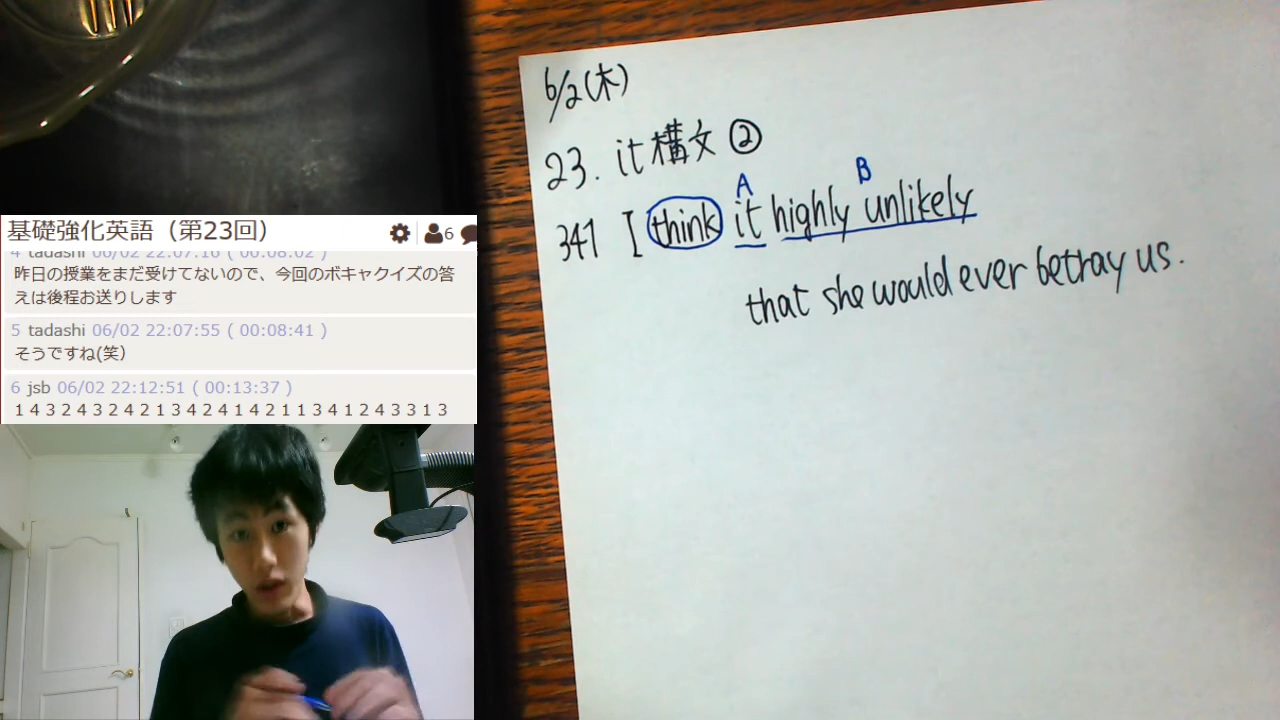 基礎強化英語（第23回）
6
4 tadashi 06/02 22:07:16 ( 00:08:02 )
昨日の授業をまだ受けてないので、今回のボキャクイズの答
えは後程お送りします
5 tadashi 06/02 22:07:55 ( 00:08:41 )
そうですね(笑)
6 jsb 06/02 22:12:51 ( 00:13:37 )
1 4 3 2 4 3 2 4 2 1 3 4 2 4 1 4 2 1 1 3 4 1 2 4 3 3 1 3
6/2(木)
23. it構文②
A B
341 I think it highly unlikely
that she would ever betray us.